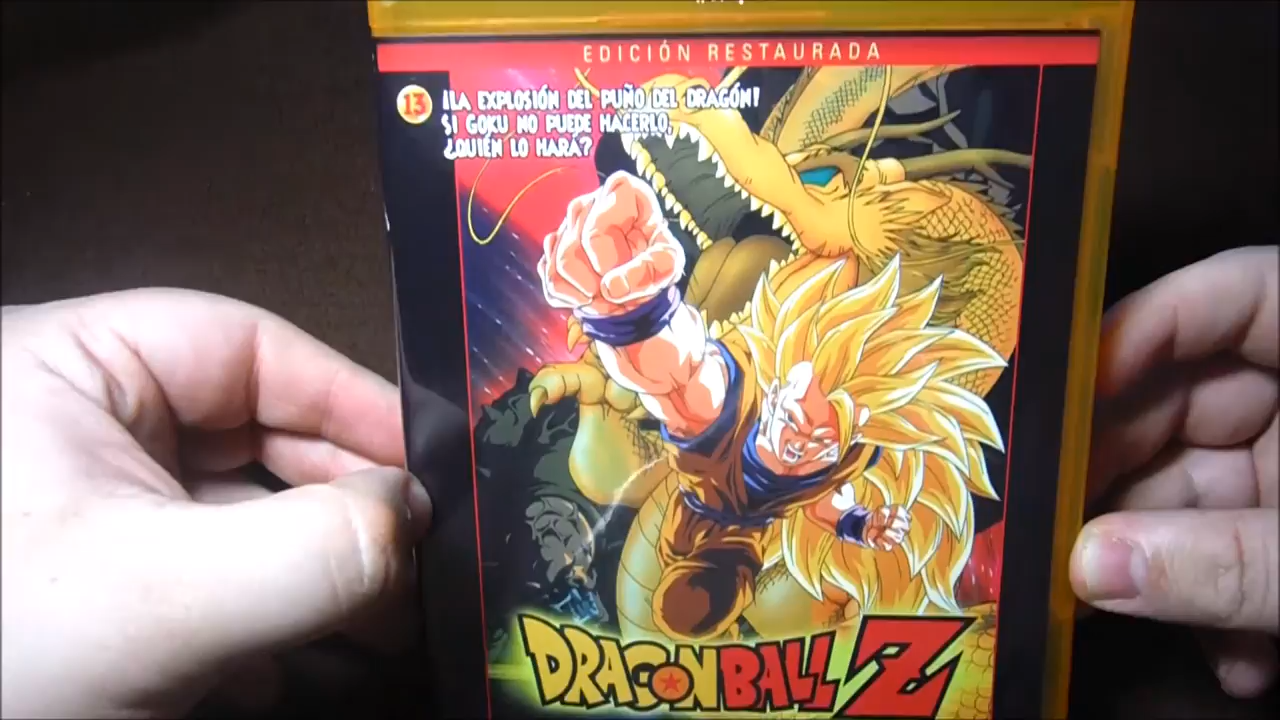 EDICIÓN RESTAURADA
13 ¡LA EXPLOSIÓN DEL PUÑO DEL DRAGÓN!
SI GOKU NO PUEDE HACERLO,
¿QUIÉN LO HARÁ?
DRAGON BALL Z